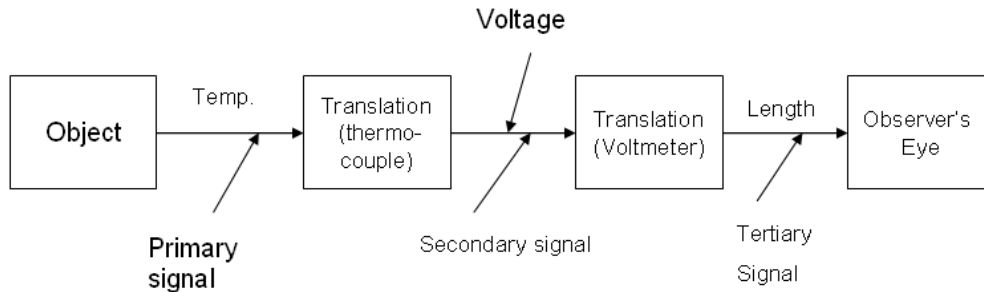 Voltage
Object
Temp.
Translation
(thermo-
couple)
Translation
(Voltmeter)
Length
Observer's
Eye
Primary
signal
Secondary signal
Tertiary
Signal